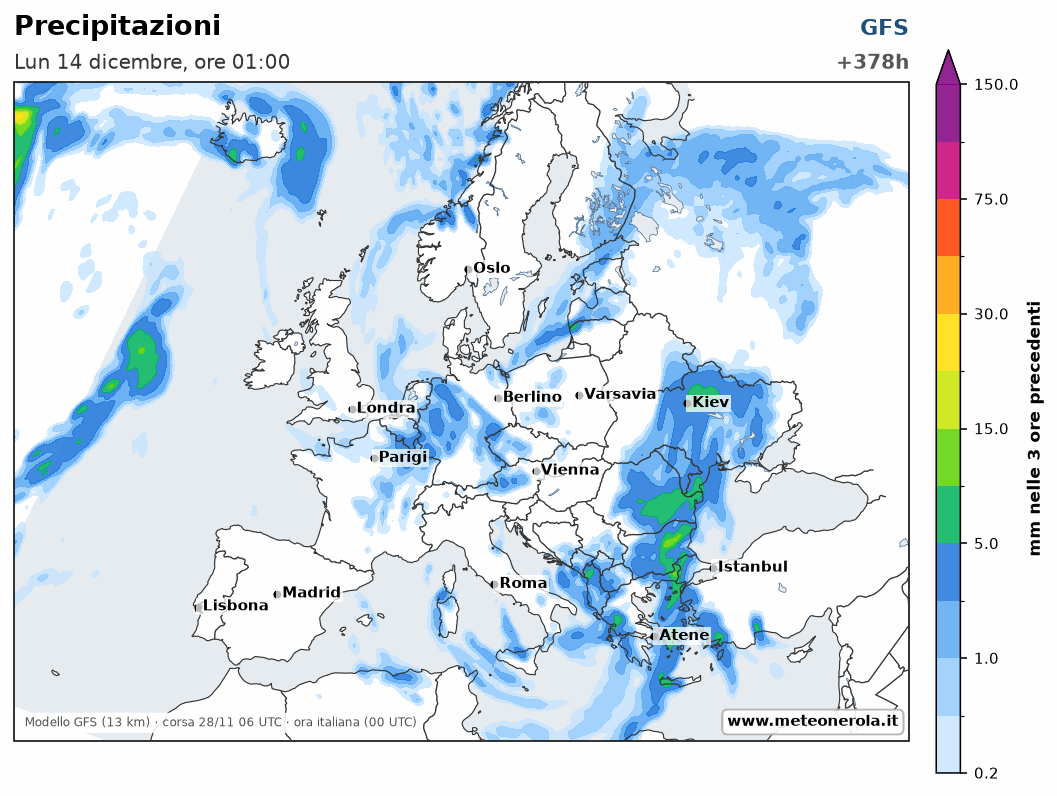 Precipitazioni
GFS
Lun 14 dicembre, ore 01:00
+378h
150.0
75.0
30.0
15.0
5.0
1.0
0.2
mm nelle 3 ore precedenti
Oslo
Berlino
Varsavia
Kiev
Londra
Parigi
Vienna
Istanbul
Roma
Madrid
Lisbona
Atene
Modello GFS (13 km) · corsa 28/11 06 UTC · ora italiana (00 UTC)
www.meteonerola.it